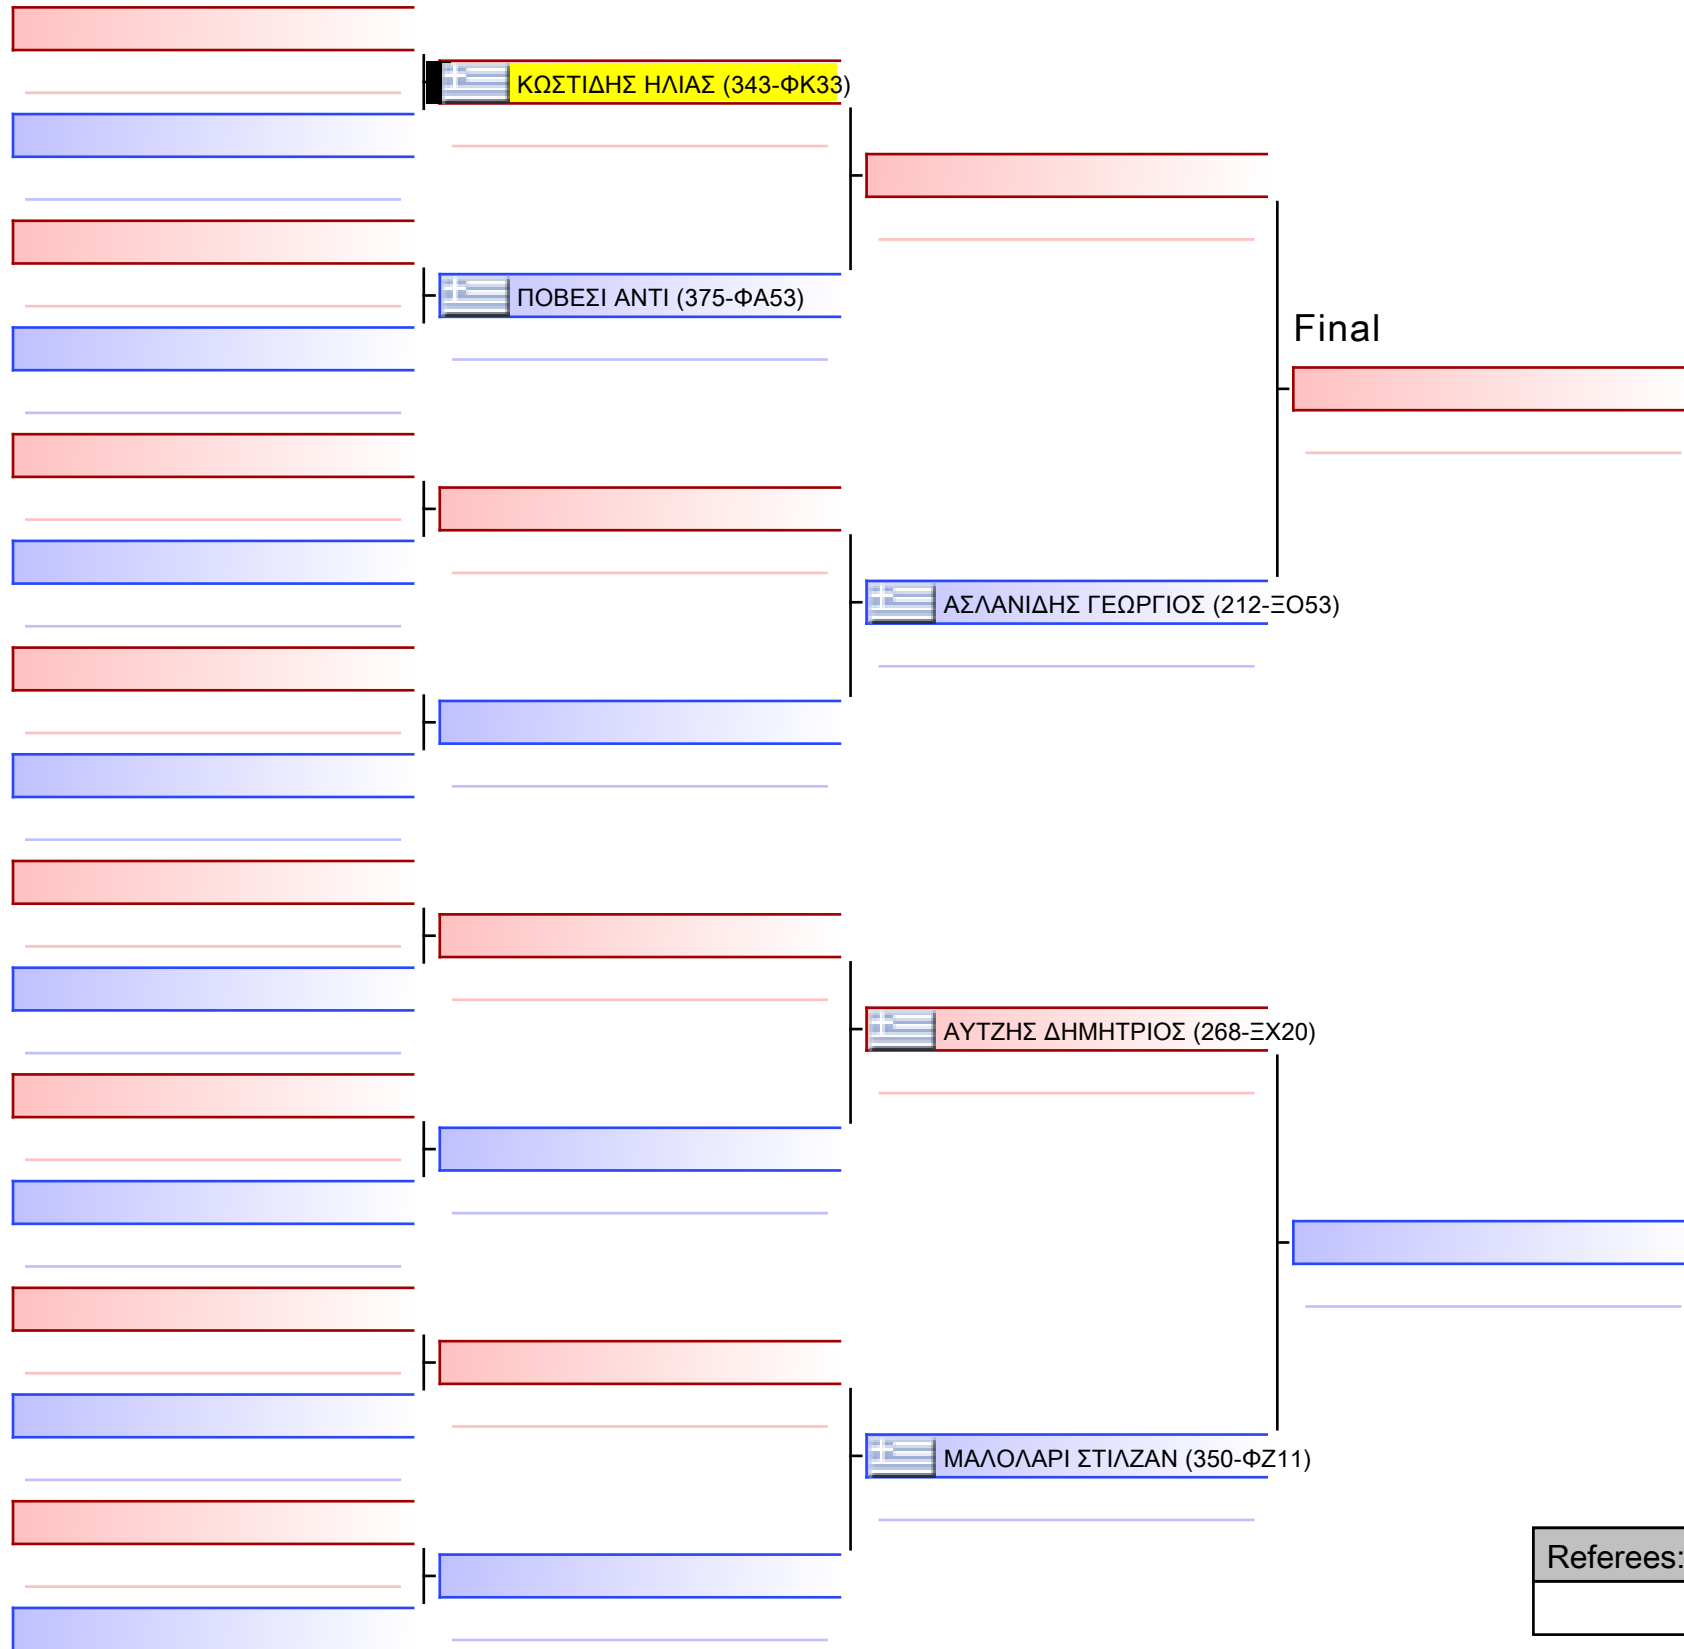 ΚΩΣΤΙΔΗΣ ΗΛΙΑΣ (343-ΦΚ33)
ΠΟΒΕΣΙ ΑΝΤΙ (375-ΦΑ53)
Final
ΑΣΛΑΝΙΔΗΣ ΓΕΩΡΓΙΟΣ (212-ΞΟ53)
ΑΥΤΖΗΣ ΔΗΜΗΤΡΙΟΣ (268-ΞΧ20)
ΜΑΛΟΛΑΡΙ ΣΤΙΛΖΑΝ (350-ΦΖ11)
Referees: